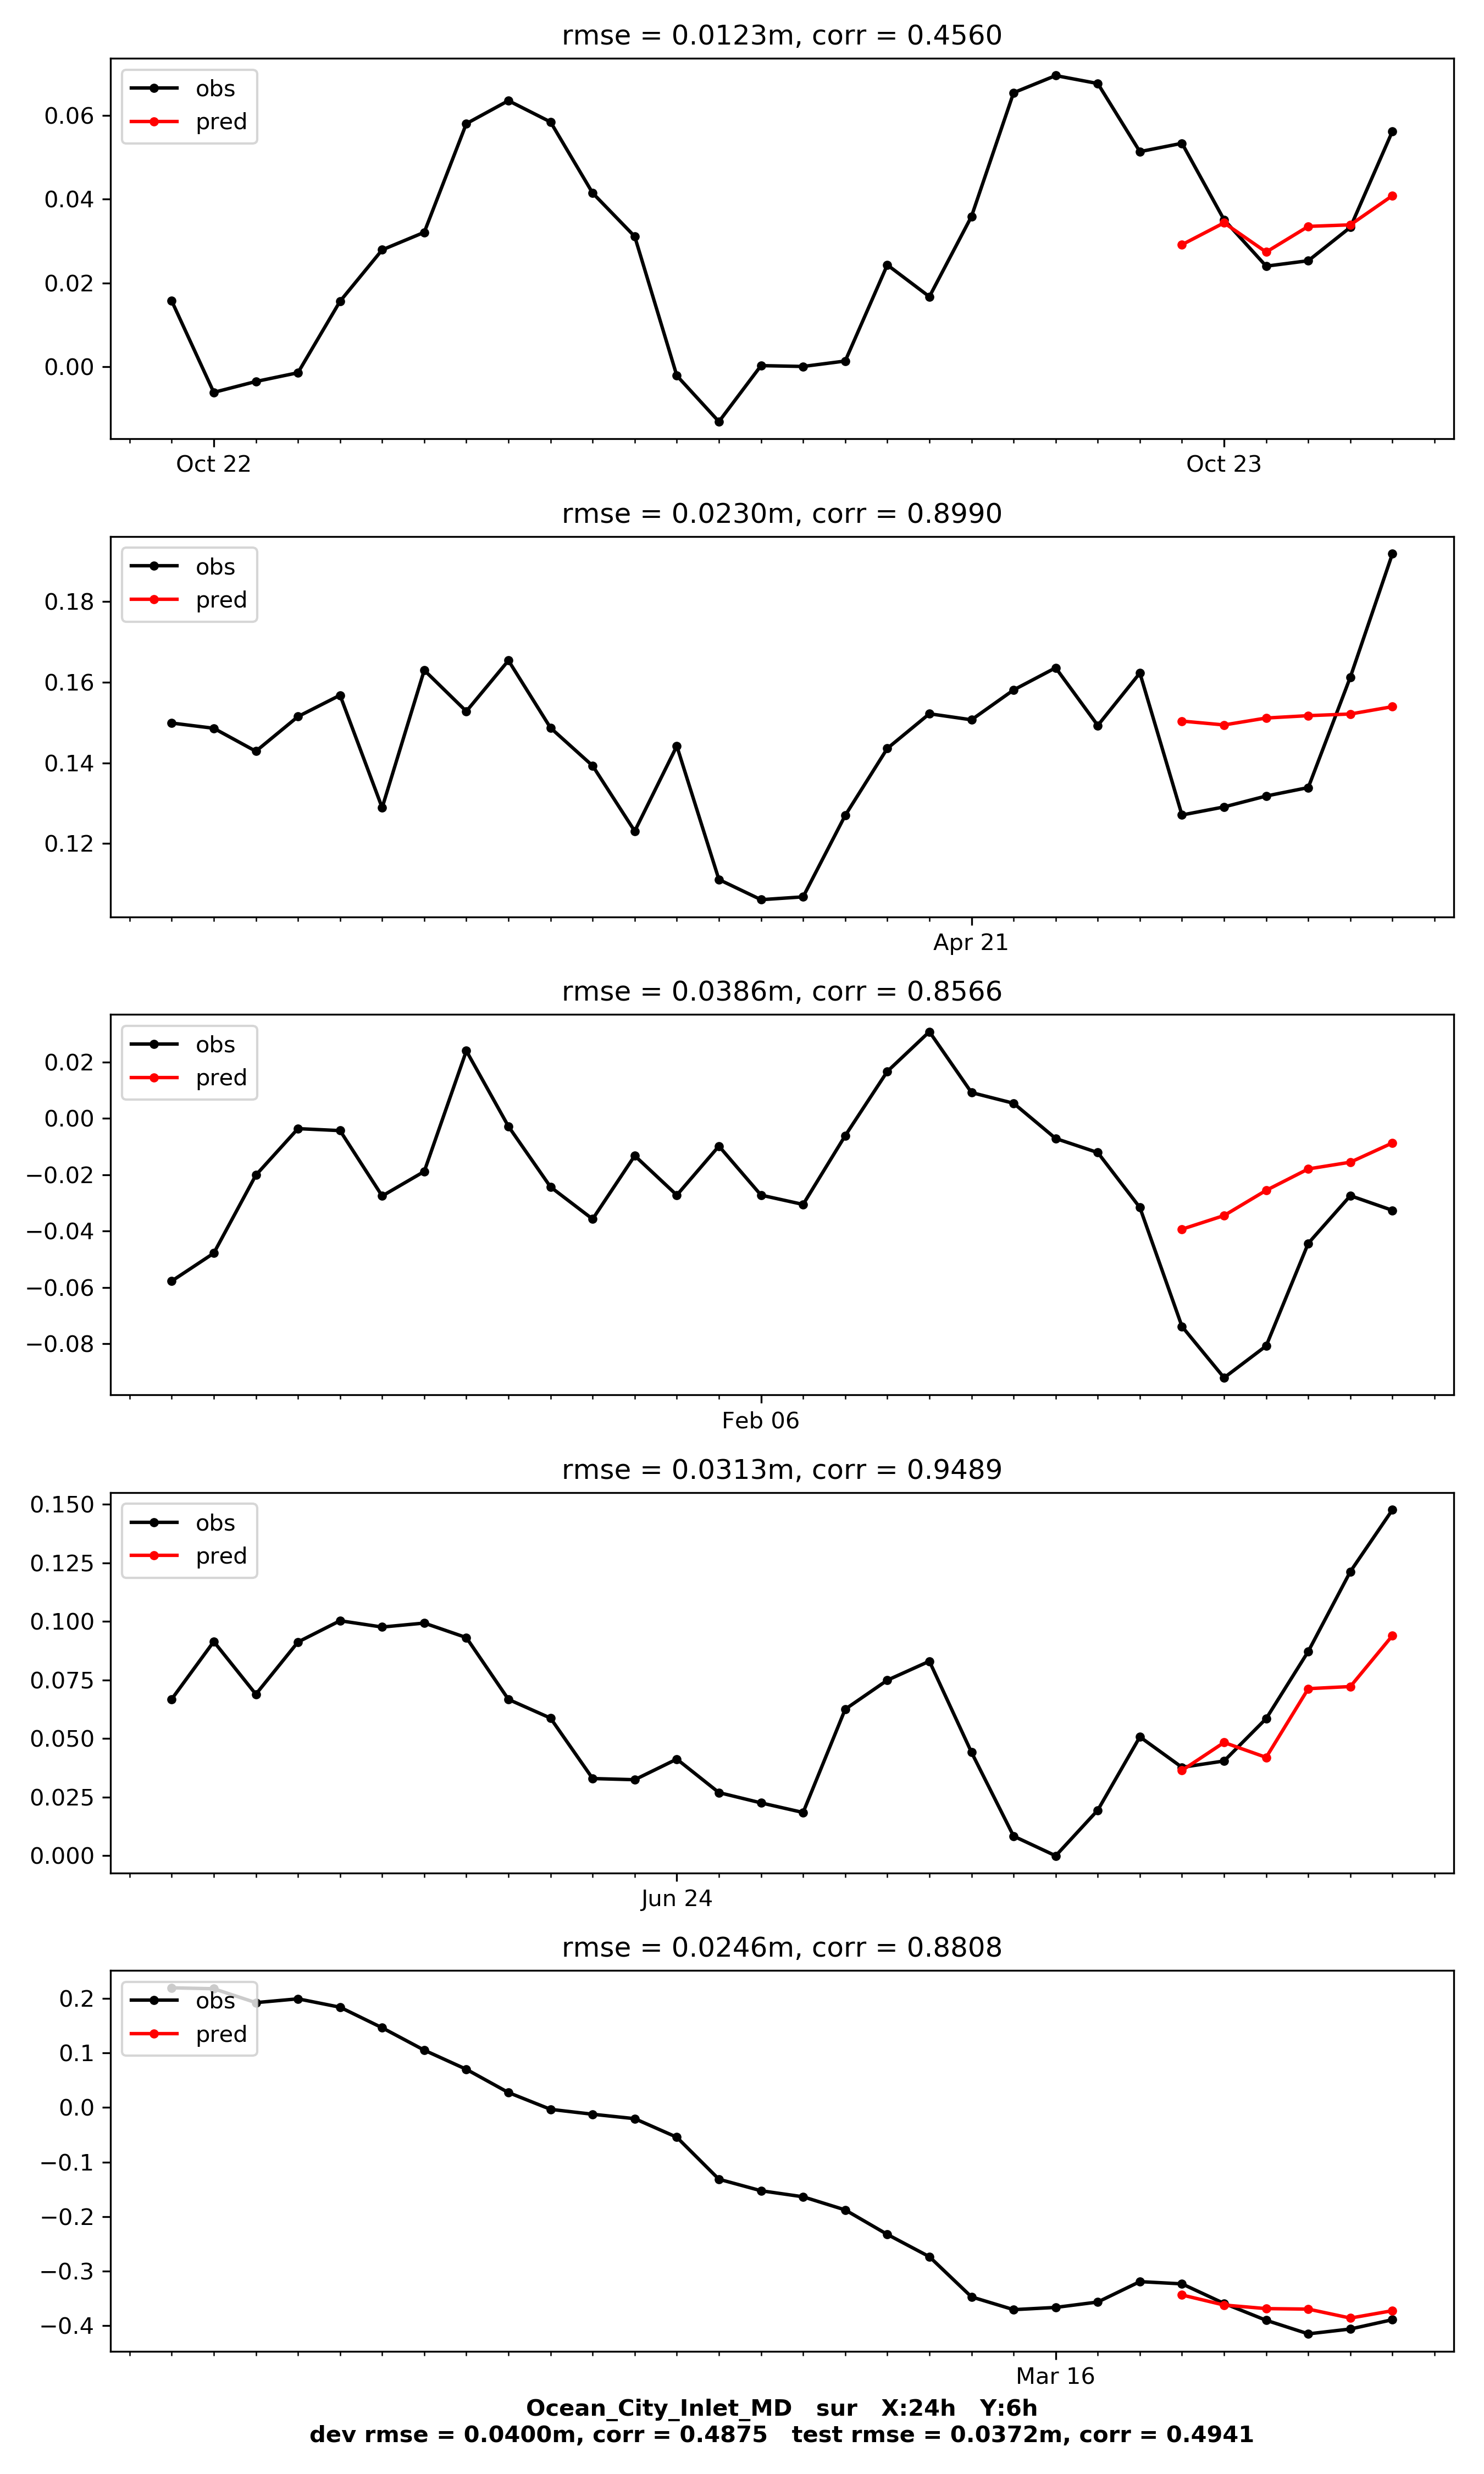 rmse = 0.0123m, corr = 0.4560
obs
pred
0.06
0.04
0.02
0.00
Oct 22 Oct 23
rmse = 0.0230m, corr = 0.8990
obs
pred
0.18
0.16
0.14
0.12
Apr 21
rmse = 0.0386m, corr = 0.8566
obs
pred
0.02
0.00
−0.02
−0.04
−0.06
−0.08
Feb 06
rmse = 0.0313m, corr = 0.9489
obs
pred
0.150
0.125
0.100
0.075
0.050
0.025
0.000
Jun 24
rmse = 0.0246m, corr = 0.8808
obs
pred
0.2
0.1
0.0
−0.1
−0.2
−0.3
−0.4
Mar 16
Ocean_City_Inlet_MD sur X:24h Y:6h
dev rmse = 0.0400m, corr = 0.4875 test rmse = 0.0372m, corr = 0.4941